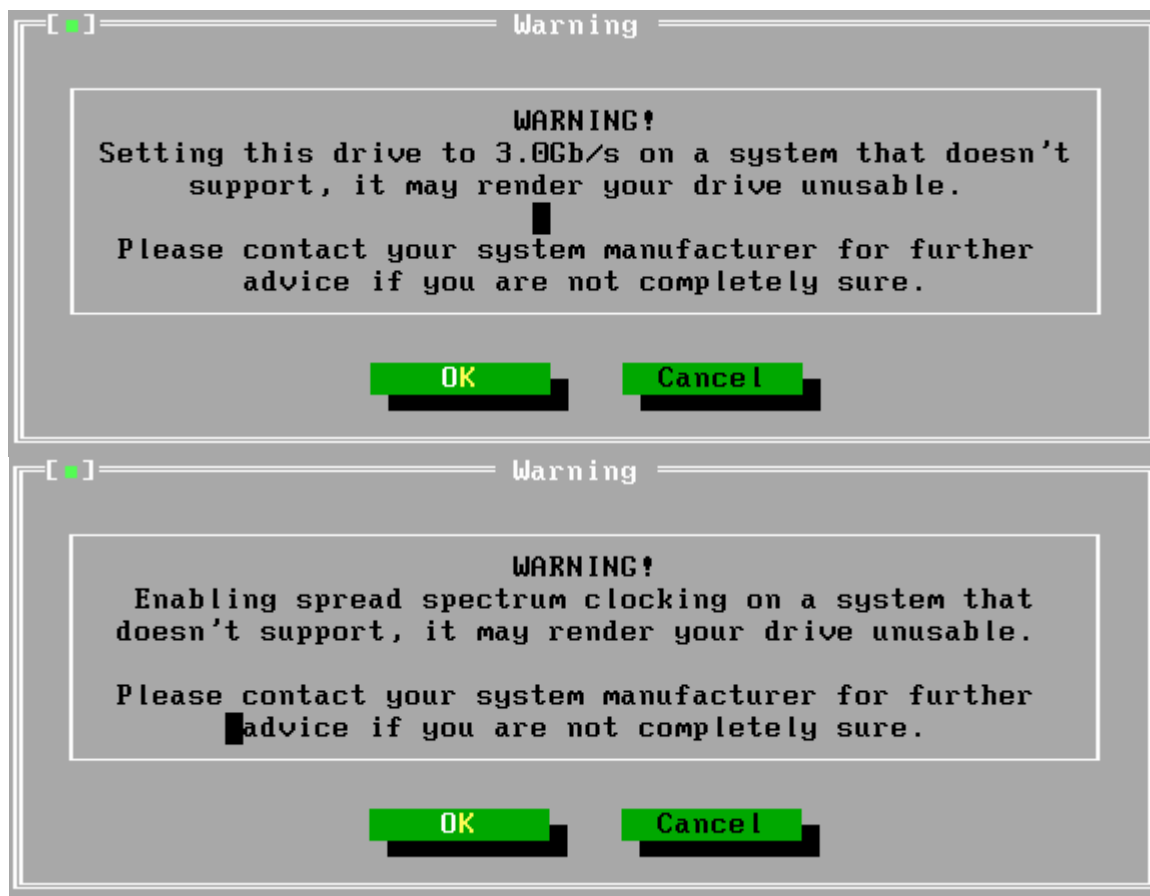 [■] Warning
WARNING!
Setting this drive to 3.0Gb/s on a system that doesn't
support, it may render your drive unusable.
Please contact your system manufacturer for further
advice if you are not completely sure.
OK Cancel
[■] Warning
WARNING!
Enabling spread spectrum clocking on a system that
doesn't support, it may render your drive unusable.
Please contact your system manufacturer for further
advice if you are not completely sure.
OK Cancel